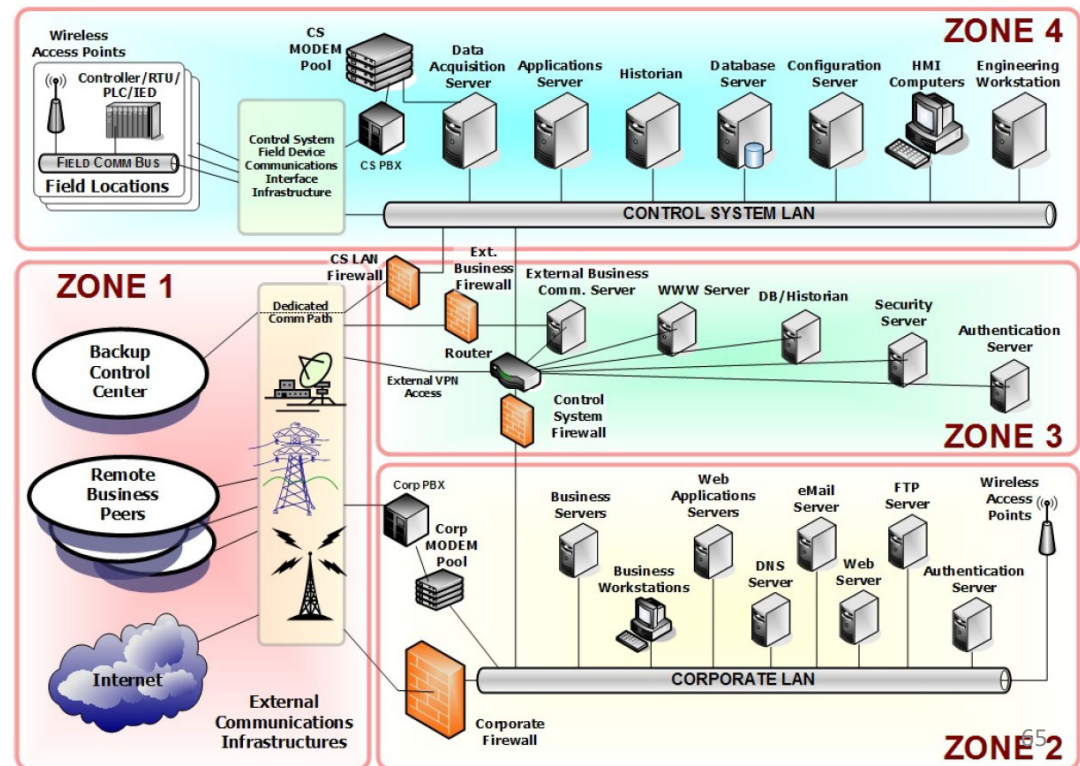 ZONE 4
Wireless
Access Points
Controller/RTU/
PLC/IED
FIELD COMM BUS
Field Locations
Control System
Field Device
Communications
Interface
Infrastructure
CS
MODEM
Pool
CS PBX
Data
Acquisition
Server
Applications
Server
Historian
Database
Server
Configuration
Server
HMI
Computers
Engineering
Workstation
CONTROL SYSTEM LAN
ZONE 1
CS LAN
Firewall
Ext.
Business
Firewall
Dedicated
Comm Path
Backup
Control
Center
Router
External VPN
Access
External Business
Comm. Server
WWW Server
DB/Historian
Security
Server
Authentication
Server
Control
System
Firewall
ZONE 3
Remote
Business
Peers
Internet
External
Communications
Infrastructures
Corp PBX
Corp
MODEM
Pool
Corporate
Firewall
Business
Servers
Business
Workstations
Web
Applications
Servers
DNS
Server
eMail
Server
Web
Server
FTP
Server
Authentication
Server
Wireless
Access
Points
CORPORATE LAN
65
ZONE 2